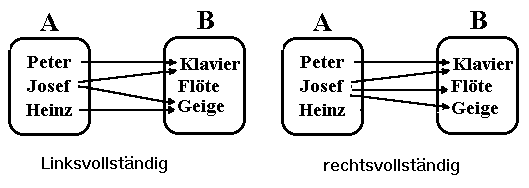 A
B
Peter
Josef
Heinz
Klavier
Flöte
Geige
Linksvollständig
A
B
Peter
Josef
Heinz
Klavier
Flöte
Geige
rechtsvollständig